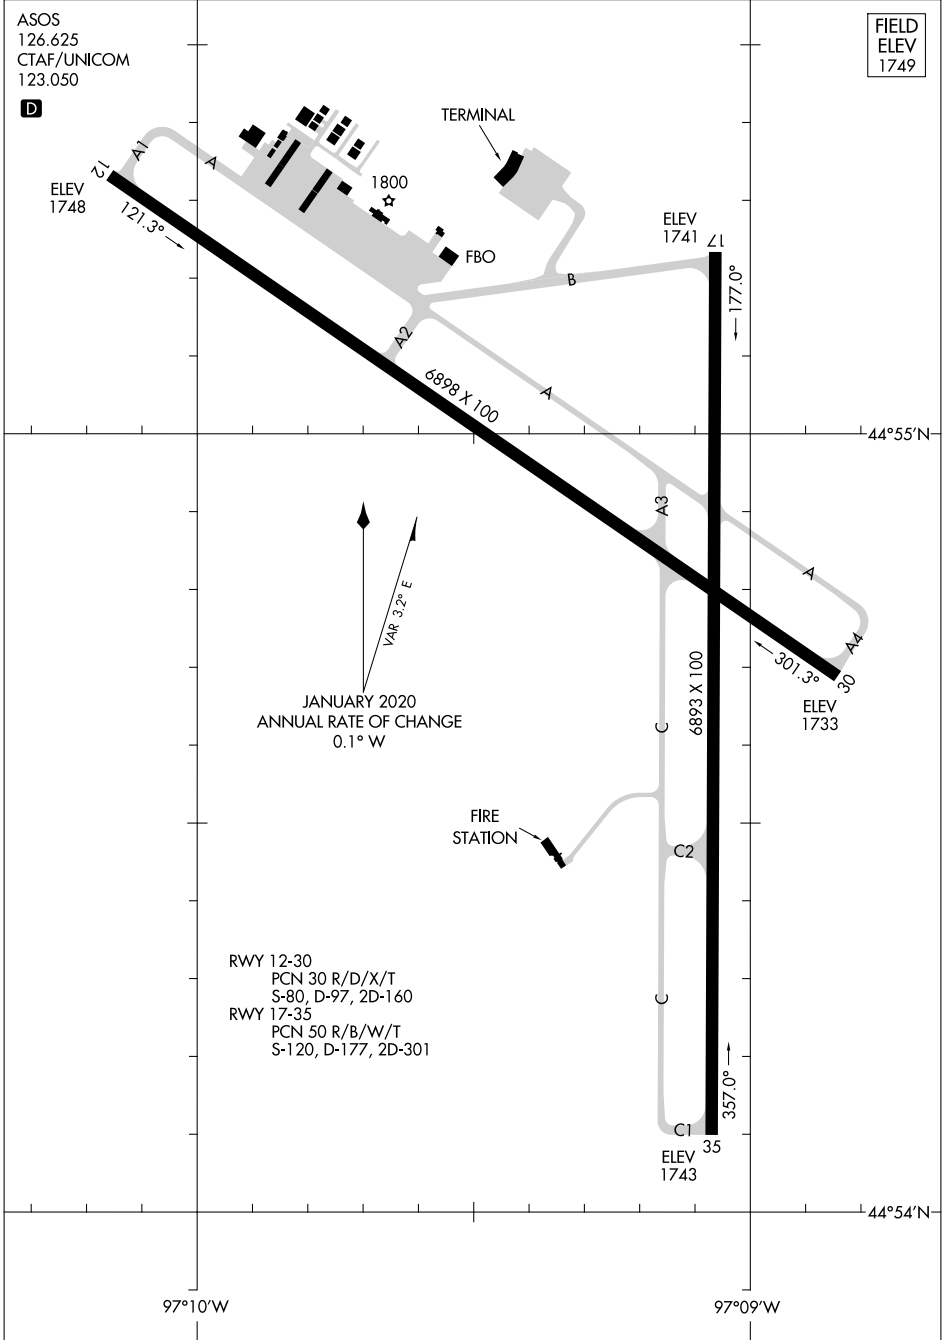 ASOS
126.625
CTAF/UNICOM
123.050
D
FIELD
ELEV
1749
TERMINAL
A1
A
12
ELEV
1748
121.3°
1800
FBO
ELEV
1741
17
177.0°
B
A2
6898 X 100
A
44°55'N
A3
A
VAR 3.2° E
A4
301.3°
30
ELEV
1733
6893 X 100
JANUARY 2020
ANNUAL RATE OF CHANGE
0.1° W
C
FIRE
STATION
C2
RWY 12-30
PCN 30 R/D/X/T
S-80, D-97, 2D-160
RWY 17-35
PCN 50 R/B/W/T
S-120, D-177, 2D-301
C
357.0°
C1
35
ELEV
1743
44°54'N
97°10'W
97°09'W